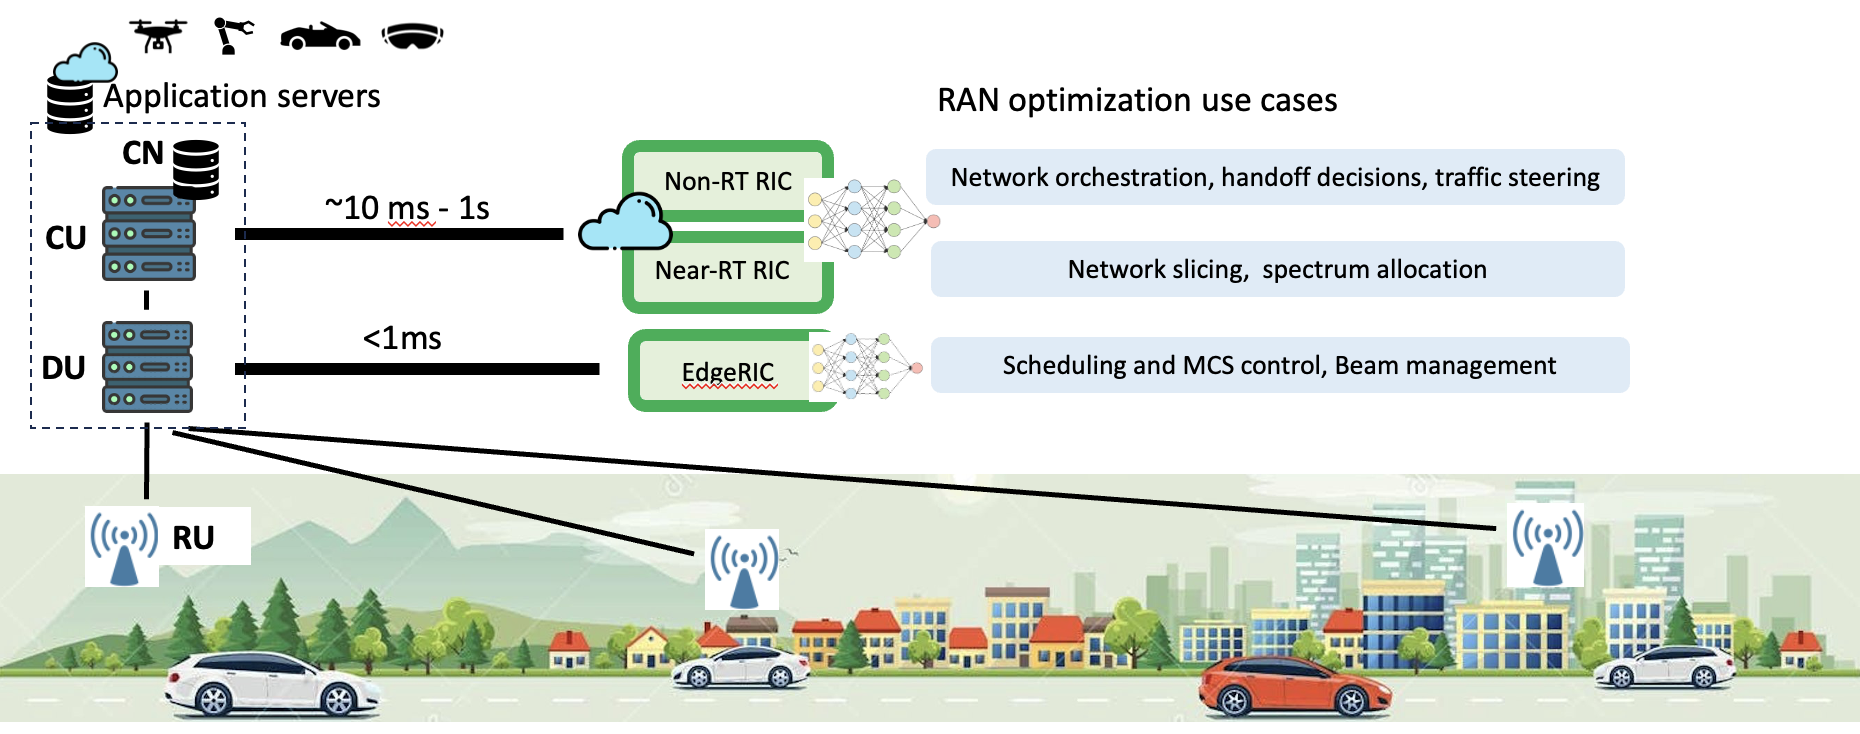 Application servers
RAN optimization use cases
CN
Non-RT RIC
Network orchestration, handoff decisions, traffic steering
~10 ms - 1s
CU
Near-RT RIC
Network slicing,  spectrum allocation
<1ms
DU
EdgeRIC
Scheduling and MCS control, Beam management
RU